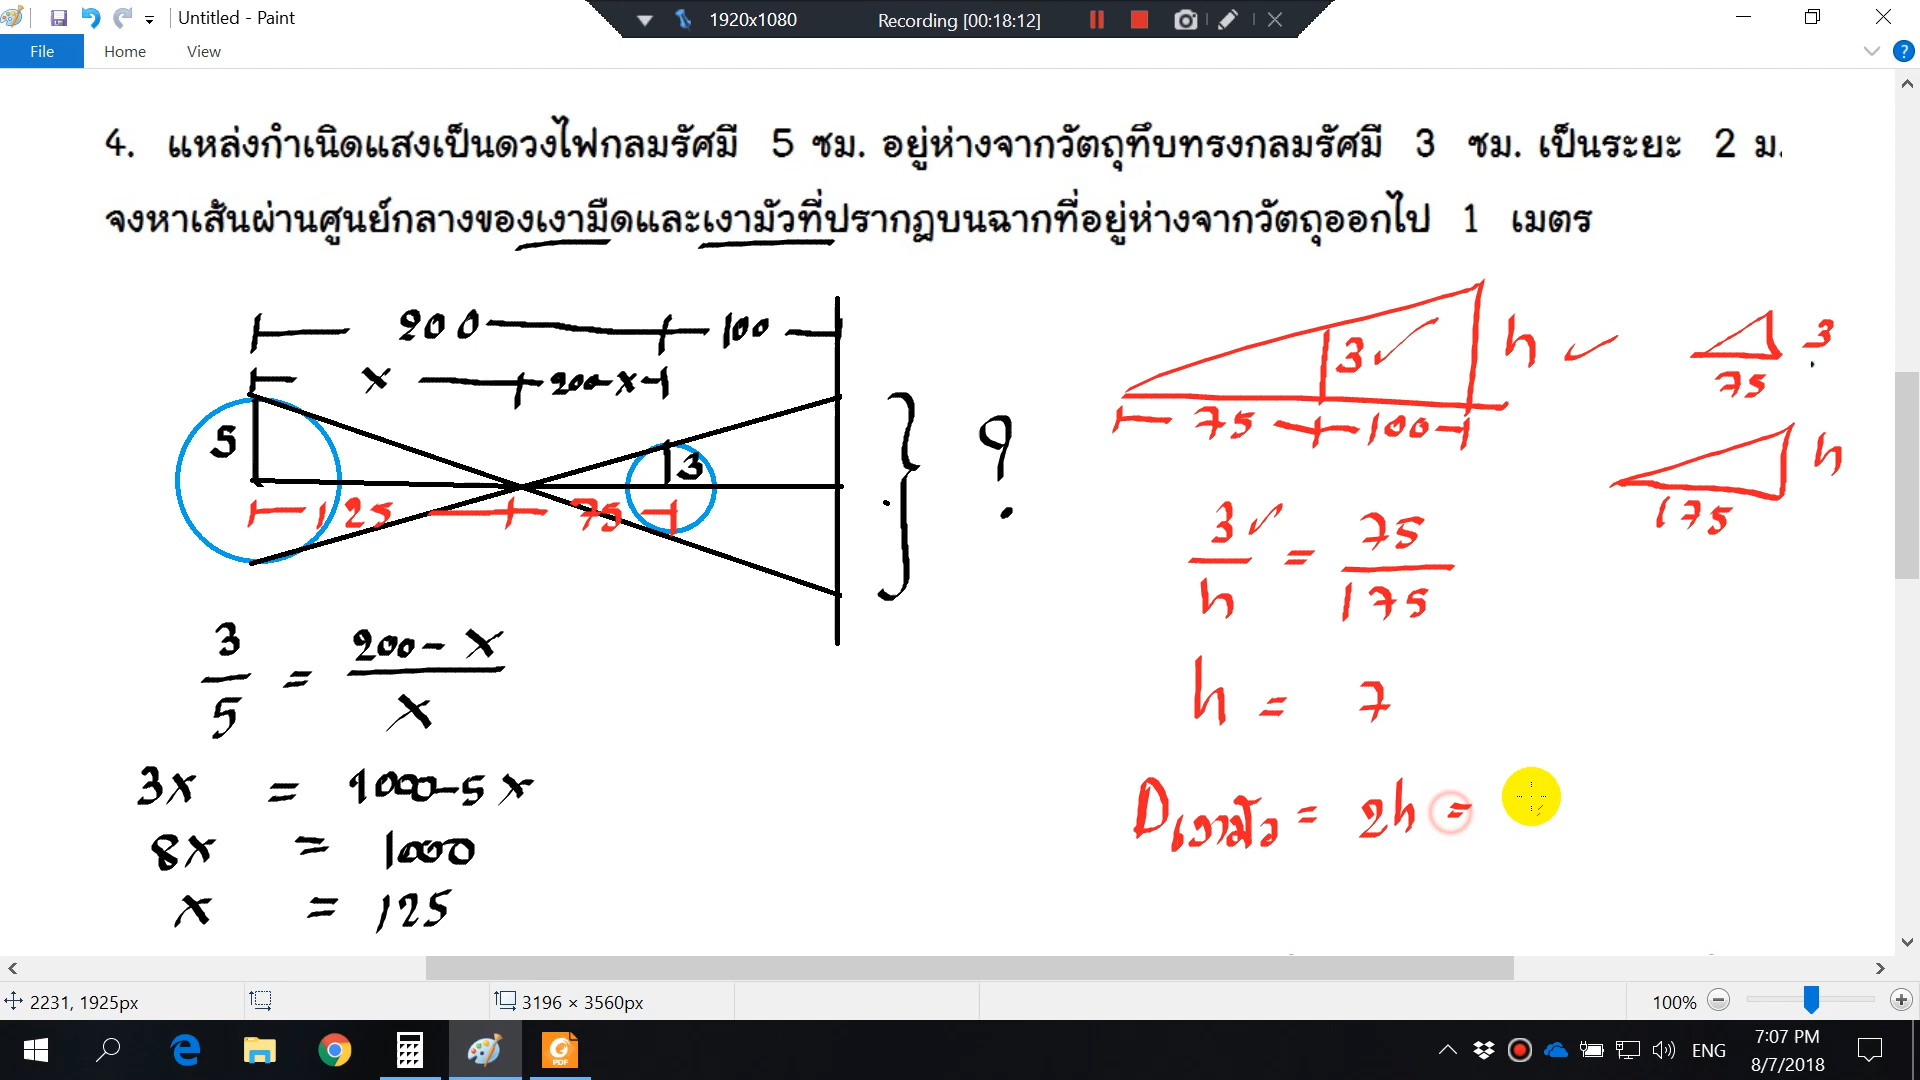 Untitled - Paint
1920x1080
Recording [00:18:12]
File
Home
View
4. แหล่งกำเนิดแสงเป็นดวงไฟกลมรัศมี 5 ซม. อยู่ห่างจากวัตถุทึบทรงกลมรัศมี 3 ซม. เป็นระยะ 2 ม.
จงหาเส้นผ่านศูนย์กลางของเงามืดและเงามัวที่ปรากฏบนฉากที่อยู่ห่างจากวัตถุออกไป 1 เมตร
200 100
x 200-x
5
3
125 75
?
3/5 = (200-x)/x
3x = 1000-5x
8x = 1000
x = 125
3 ✓ h ✓
75 100
3
75
h
175
3/h ✓ = 75/175
h = 7
Dเงามัว = 2h =
2231, 1925px
3196 × 3560px
100%
PDF
ENG
7:07 PM
8/7/2018